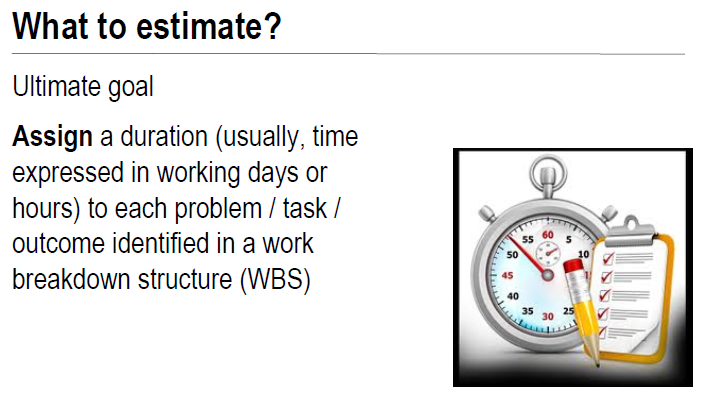 What to estimate?
Ultimate goal
Assign a duration (usually, time
expressed in working days or
hours) to each problem / task /
outcome identified in a work
breakdown structure (WBS)
55 60 5
50 10
45
40
35 30 25